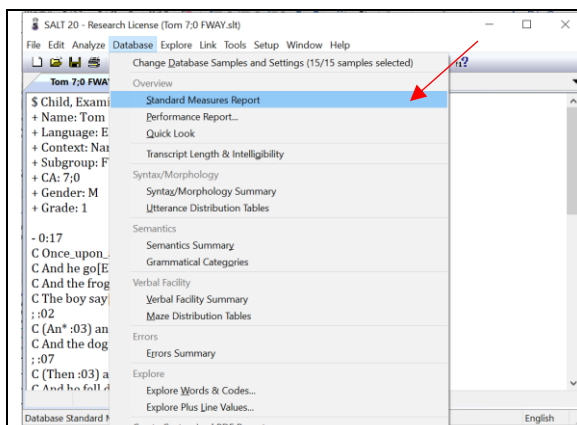 SALT 20 - Research License (Tom 7;0 FWAY.slt)
File Edit Analyze Database Explore Link Tools Setup Window Help
Change Database Samples and Settings (15/15 samples selected)
Tom 7;0 FWA
Overview
$ Child, Exami
Standard Measures Report
+ Name: Tom
Performance Report...
+ Language: E
Quick Look
+ Context: Nar
Transcript Length & Intelligibility
+ Subgroup: F
+ CA: 7;0
Syntax/Morphology
+ Gender: M
Syntax/Morphology Summary
+ Grade: 1
Utterance Distribution Tables
- 0:17
Semantics
C Once_upon_
Semantics Summary
C And he go[E
Grammatical Categories
C And the frog
Verbal Facility
C The boy say
Verbal Facility Summary
; :02
Maze Distribution Tables
C (An* :03) an
C And the dog
Errors
; :07
Errors Summary
C (Then :03) a
Explore
C And he fell d
Explore Words & Codes...
Explore Plus Line Values...
Database Standard M
English